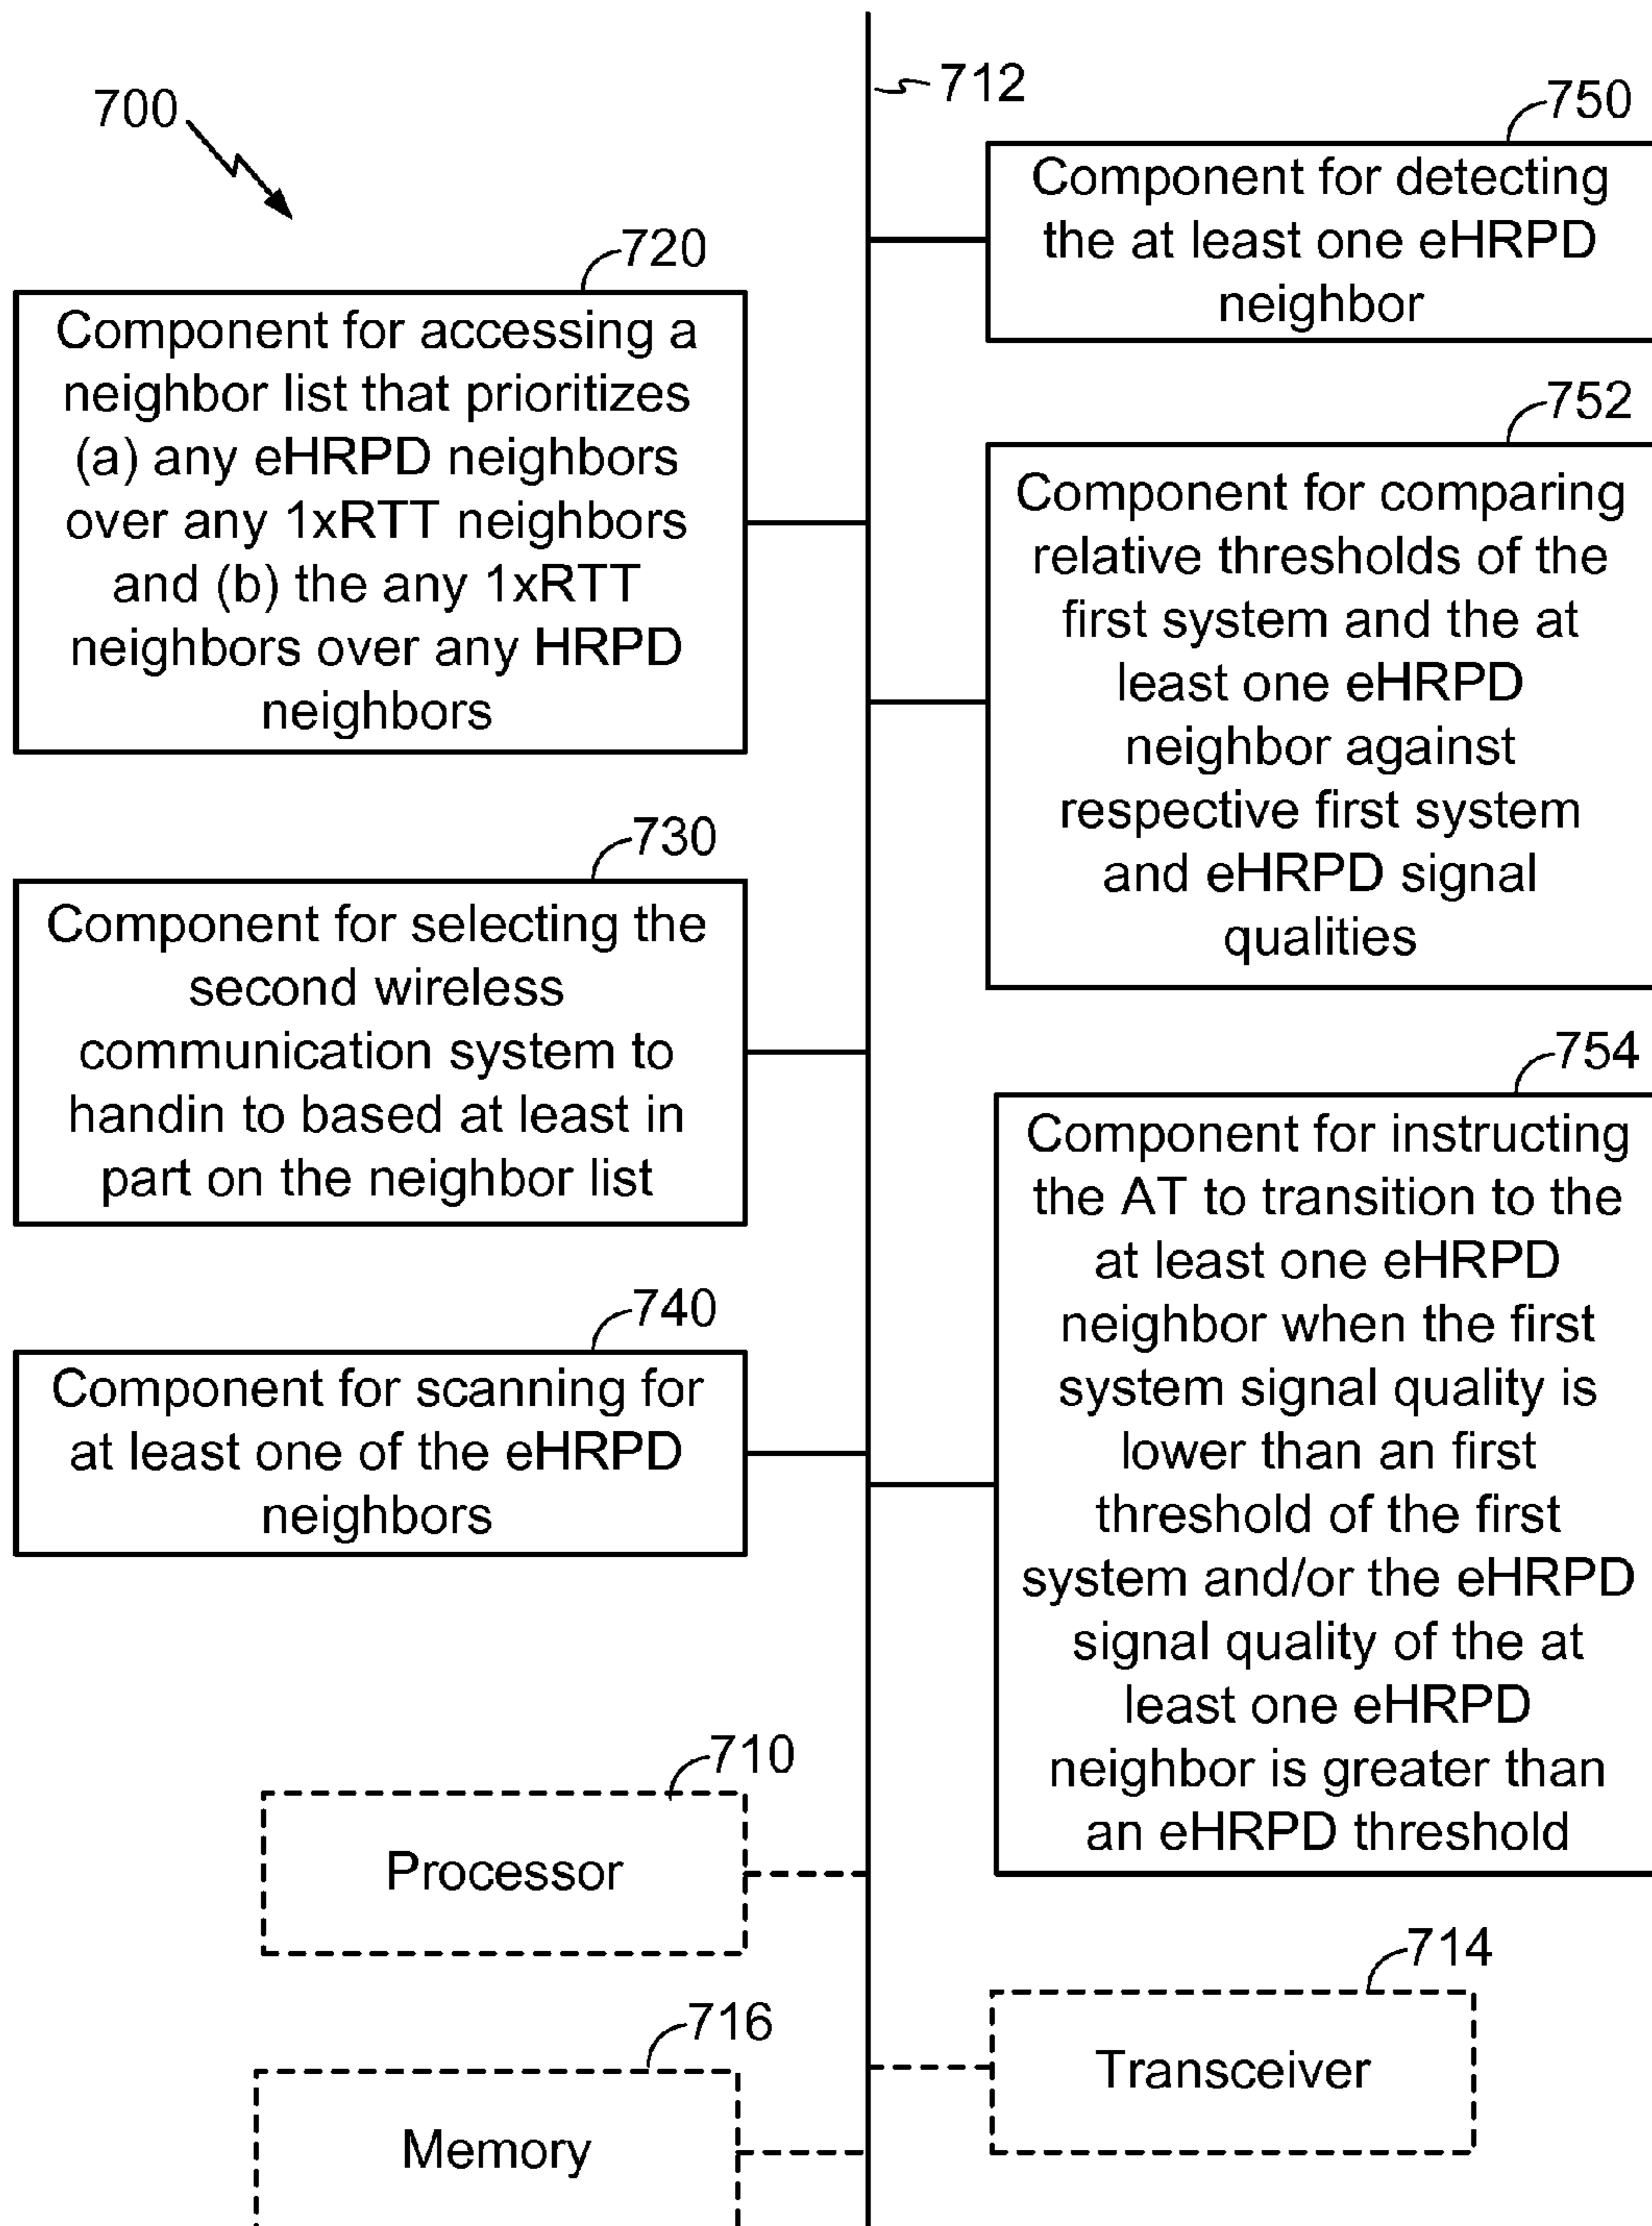 700
712
720
Component for accessing a
neighbor list that prioritizes
(a) any eHRPD neighbors
over any 1xRTT neighbors
and (b) the any 1xRTT
neighbors over any HRPD
neighbors
730
Component for selecting the
second wireless
communication system to
handin to based at least in
part on the neighbor list
740
Component for scanning for
at least one of the eHRPD
neighbors
710
Processor
716
Memory
750
Component for detecting
the at least one eHRPD
neighbor
752
Component for comparing
relative thresholds of the
first system and the at
least one eHRPD
neighbor against
respective first system
and eHRPD signal
qualities
754
Component for instructing
the AT to transition to the
at least one eHRPD
neighbor when the first
system signal quality is
lower than an first
threshold of the first
system and/or the eHRPD
signal quality of the at
least one eHRPD
neighbor is greater than
an eHRPD threshold
714
Transceiver